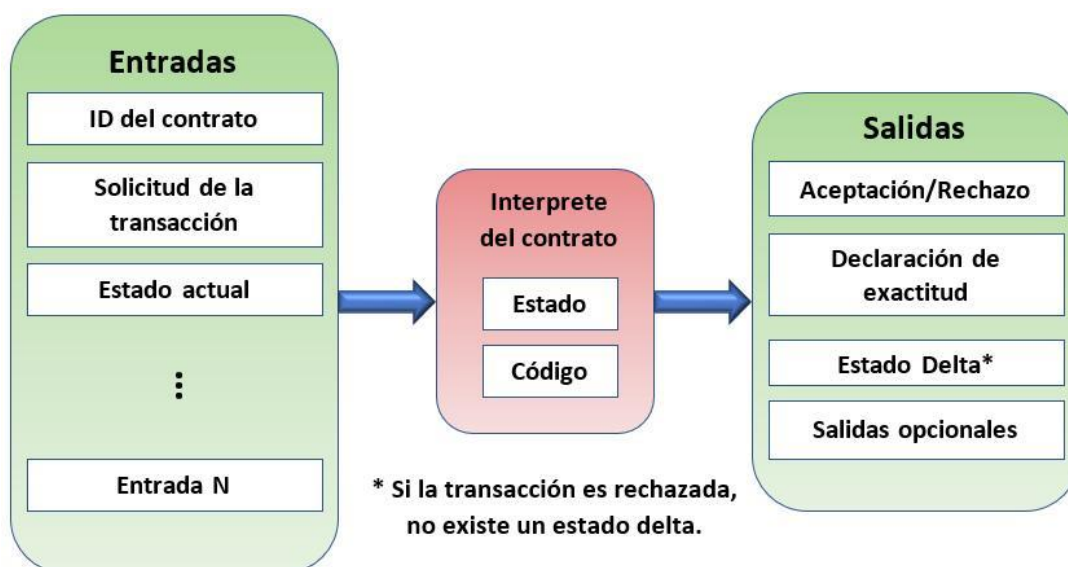 Entradas
ID del contrato
Solicitud de la
transacción
Estado actual
⋮
Entrada N
Interprete
del contrato
Estado
Código
* Si la transacción es rechazada,
no existe un estado delta.
Salidas
Aceptación/Rechazo
Declaración de
exactitud
Estado Delta*
Salidas opcionales